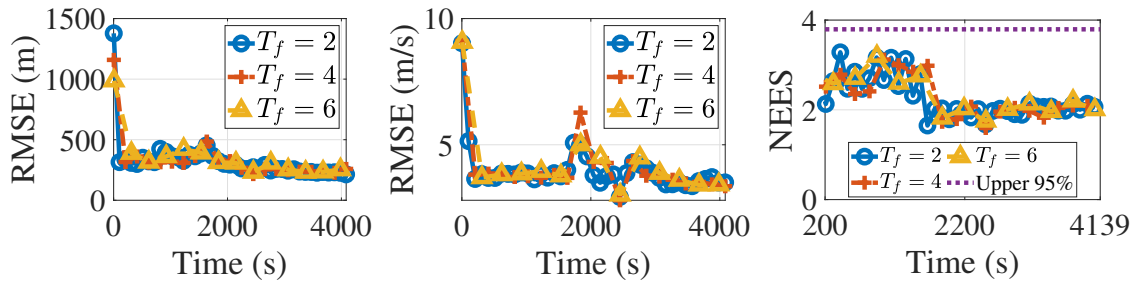 RMSE (m)
1500
1000
500
0
0
2000
4000
Time (s)
T_f = 2
T_f = 4
T_f = 6
RMSE (m/s)
10
5
0
2000
4000
Time (s)
T_f = 2
T_f = 4
T_f = 6
NEES
4
2
0
200
2200
4139
Time (s)
T_f = 2
T_f = 6
T_f = 4
Upper 95%